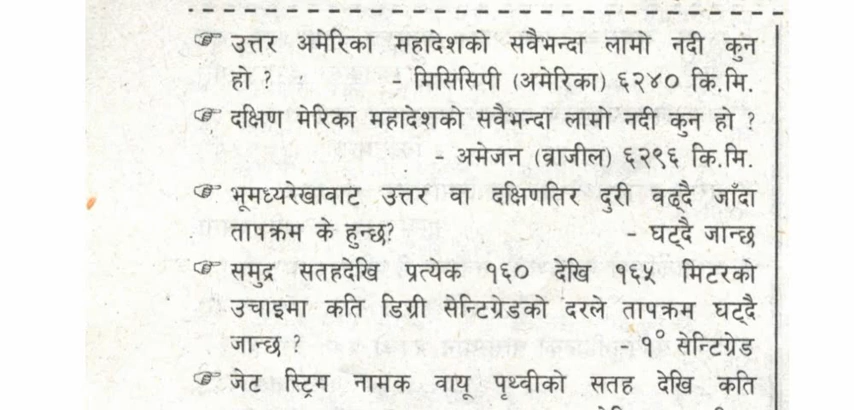 ☞ उत्तर अमेरिका महादेशको सवैभन्दा लामो नदी कुन
हो ? - मिसिसिपी (अमेरिका) ६२४० कि.मि.
☞ दक्षिण मेरिका महादेशको सवैभन्दा लामो नदी कुन हो ?
- अमेजन (ब्राजील) ६२९६ कि.मि.
☞ भूमध्यरेखावाट उत्तर वा दक्षिणतिर दुरी वढ्दै जाँदा
तापक्रम के हुन्छ? घट्दै जान्छ
☞ समुद्र सतहदेखि प्रत्येक १६० देखि १६५ मिटरको
उचाइमा कति डिग्री सेन्टिग्रेडको दरले तापक्रम घट्दै
जान्छ ? १° सेन्टिग्रेड
☞ जेट स्ट्रिम नामक वायू पृथ्वीको सतह देखि कति